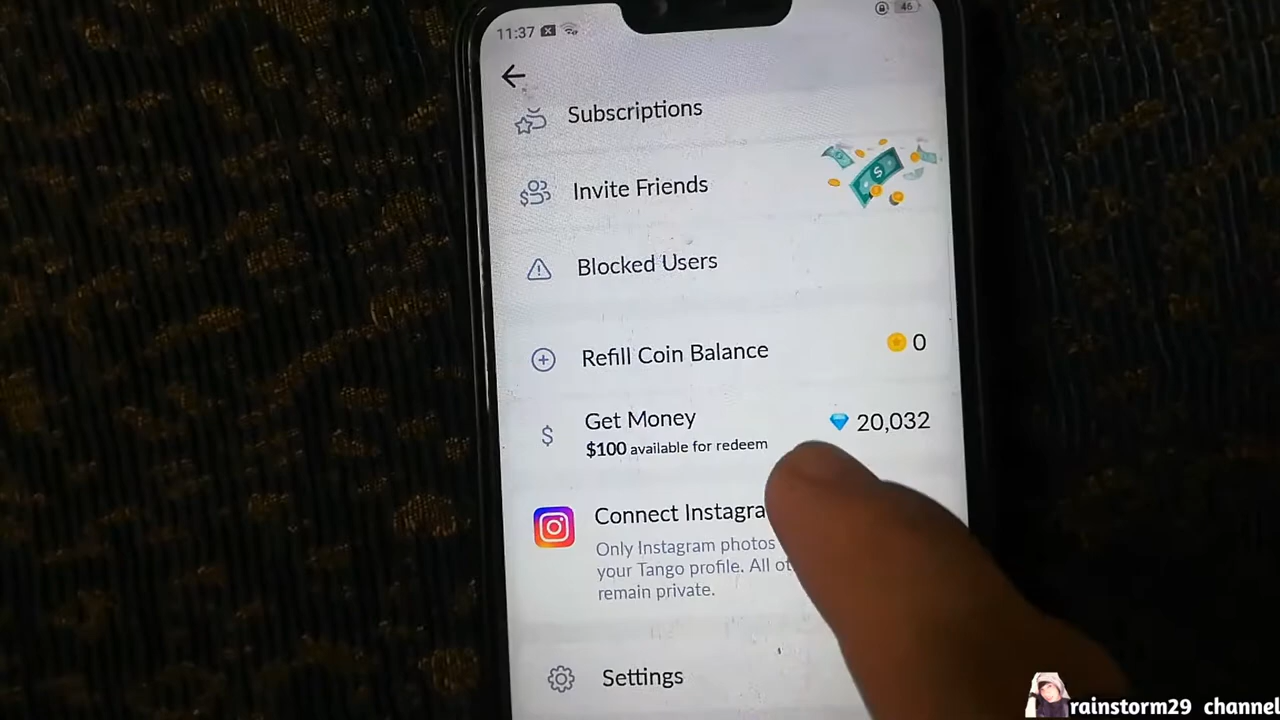 11:37
46
Subscriptions
Invite Friends
Blocked Users
Refill Coin Balance
0
Get Money
20,032
$100 available for redeem
Connect Instagra
Only Instagram photos
your Tango profile. All ot
remain private.
Settings
rainstorm29 channel